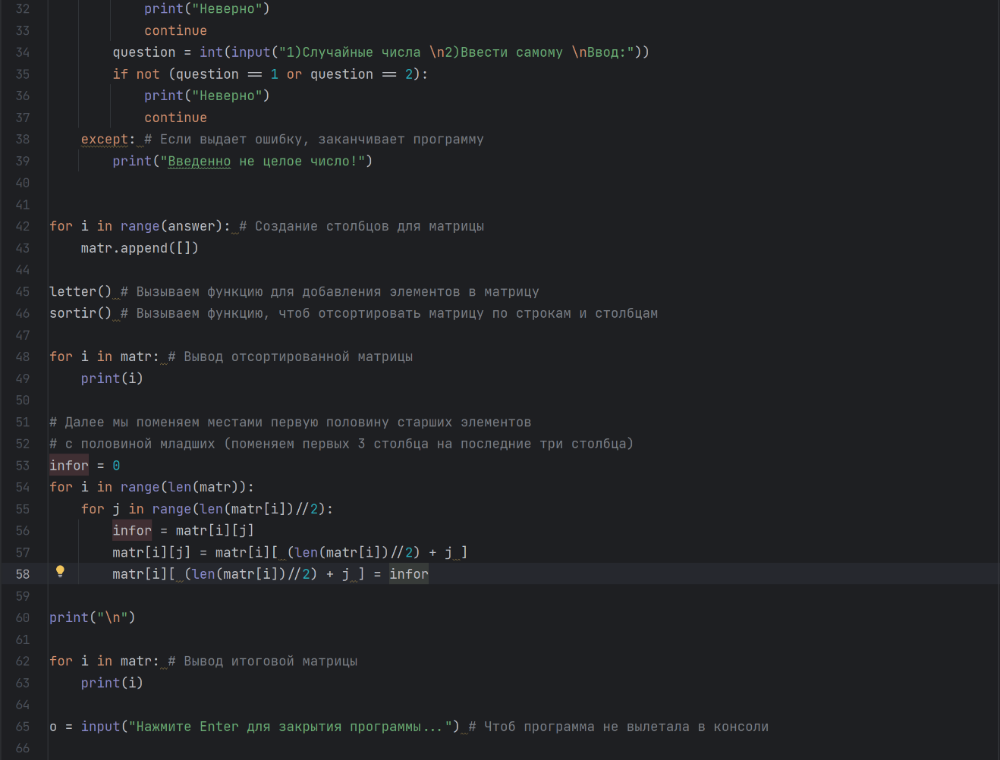 32 print("Неверно")
33 continue
34 question = int(input("1)Случайные числа \n2)Ввести самому \nВвод:"))
35 if not (question == 1 or question == 2):
36 print("Неверно")
37 continue
38 except: # Если выдает ошибку, заканчивает программу
39 print("Введенно не целое число!")
40
41
42 for i in range(answer): # Создание столбцов для матрицы
43 matr.append([])
44
45 letter() # Вызываем функцию для добавления элементов в матрицу
46 sortir() # Вызываем функцию, чтоб отсортировать матрицу по строкам и столбцам
47
48 for i in matr: # Вывод отсортированной матрицы
49 print(i)
50
51 # Далее мы поменяем местами первую половину старших элементов
52 # с половиной младших (поменяем первых 3 столбца на последние три столбца)
53 infor = 0
54 for i in range(len(matr)):
55 for j in range(len(matr[i])//2):
56 infor = matr[i][j]
57 matr[i][j] = matr[i][ (len(matr[i])//2) + j ]
58 matr[i][ (len(matr[i])//2) + j ] = infor
59
60 print("\n")
61
62 for i in matr: # Вывод итоговой матрицы
63 print(i)
64
65 o = input("Нажмите Enter для закрытия программы...") # Чтоб программа не вылетала в консоли
66